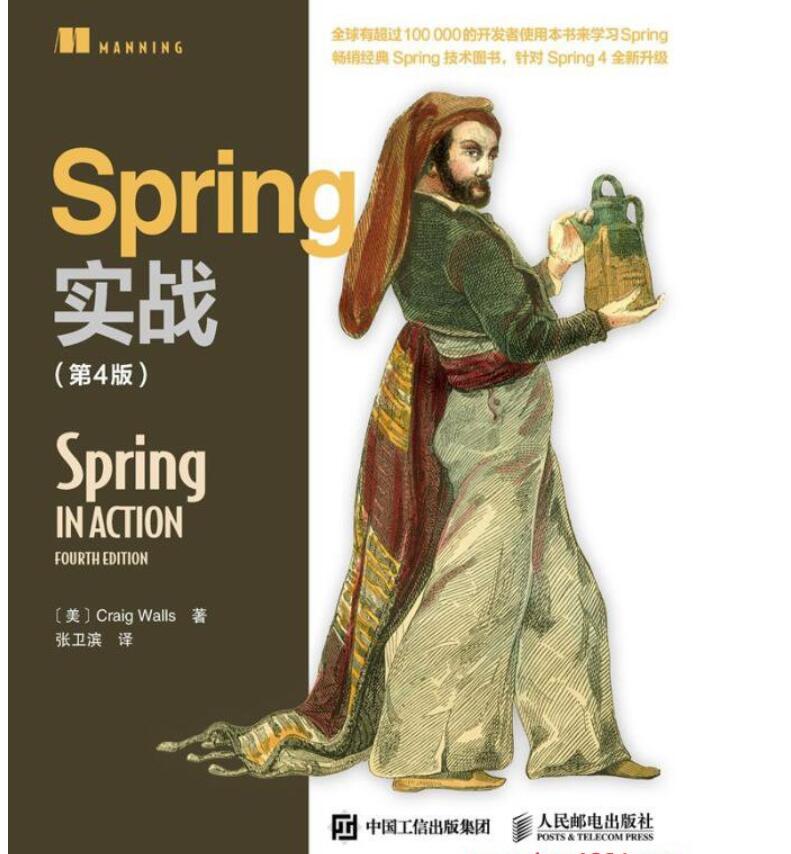 MANNING
全球有超过100 000的开发者使用本书来学习Spring
畅销经典 Spring 技术图书，针对 Spring 4 全新升级
Spring
实战
（第4版）
Spring
IN ACTION
FOURTH EDITION
［美］Craig Walls 著
张卫滨 译
中国工信出版集团
人民邮电出版社
POSTS & TELECOM PRESS